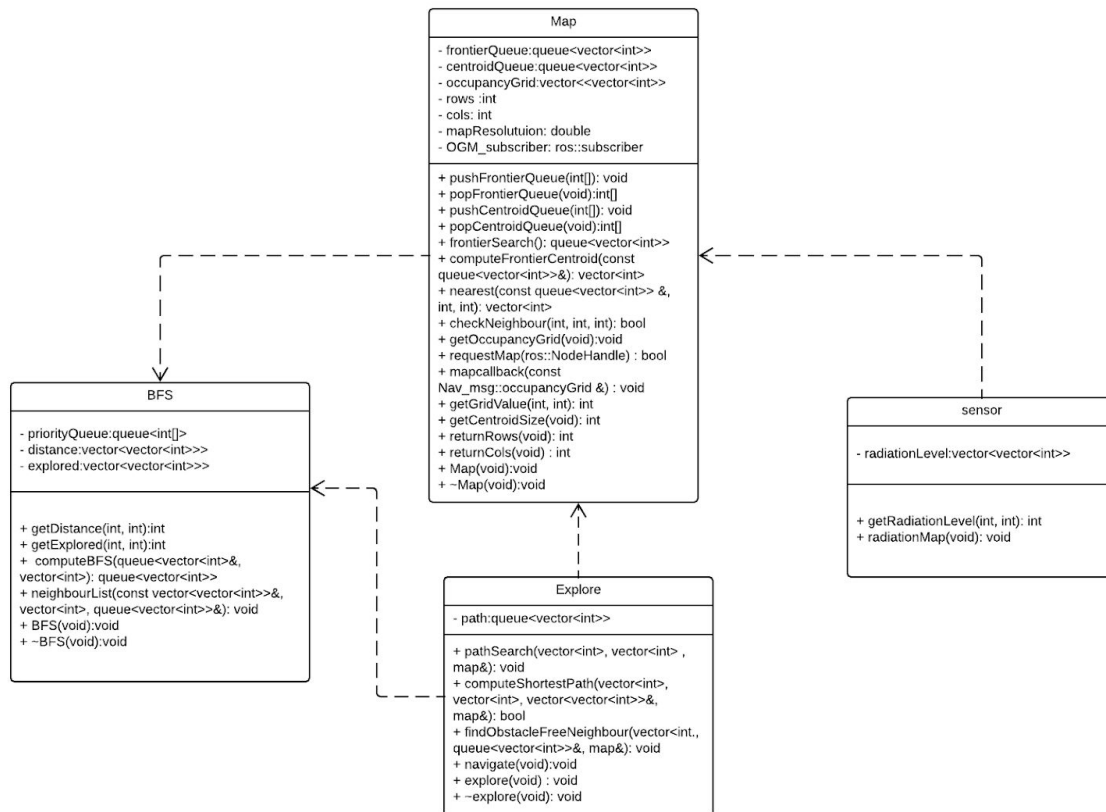 Map
- frontierQueue:queue<vector<int>>
- centroidQueue:queue<vector<int>>
- occupancyGrid:vector<<vector<int>>
- rows :int
- cols: int
- mapResolutuion: double
- OGM_subscriber: ros::subscriber
+ pushFrontierQueue(int[]): void
+ popFrontierQueue(void):int[]
+ pushCentroidQueue(int[]): void
+ popCentroidQueue(void):int[]
+ frontierSearch(): queue<vector<int>>
+ computeFrontierCentroid(const
queue<vector<int>>&): vector<int>
+ nearest(const queue<vector<int>> &,
int, int): vector<int>
+ checkNeighbour(int, int, int): bool
+ getOccupancyGrid(void):void
+ requestMap(ros::NodeHandle) : bool
+ mapcallback(const
Nav_msg::occupancyGrid &) : void
+ getGridValue(int, int): int
+ getCentroidSize(void): int
+ returnRows(void): int
+ returnCols(void) : int
+ Map(void):void
+ ~Map(void):void
BFS
- priorityQueue:queue<int[]>
- distance:vector<vector<int>>>
- explored:vector<vector<int>>>
+ getDistance(int, int):int
+ getExplored(int, int):int
+ computeBFS(queue<vector<int>&,
vector<int>): queue<vector<int>>
+ neighbourList(const vector<vector<int>>&,
vector<int>, queue<vector<int>>&): void
+ BFS(void):void
+ ~BFS(void):void
sensor
- radiationLevel:vector<vector<int>>
+ getRadiationLevel(int, int): int
+ radiationMap(void): void
Explore
- path:queue<vector<int>>
+ pathSearch(vector<int>, vector<int> ,
map&): void
+ computeShortestPath(vector<int>,
vector<int>, vector<vector<int>>&,
map&): bool
+ findObstacleFreeNeighbour(vector<int.,
queue<vector<int>>&, map&): void
+ navigate(void):void
+ explore(void) : void
+ ~explore(void): void